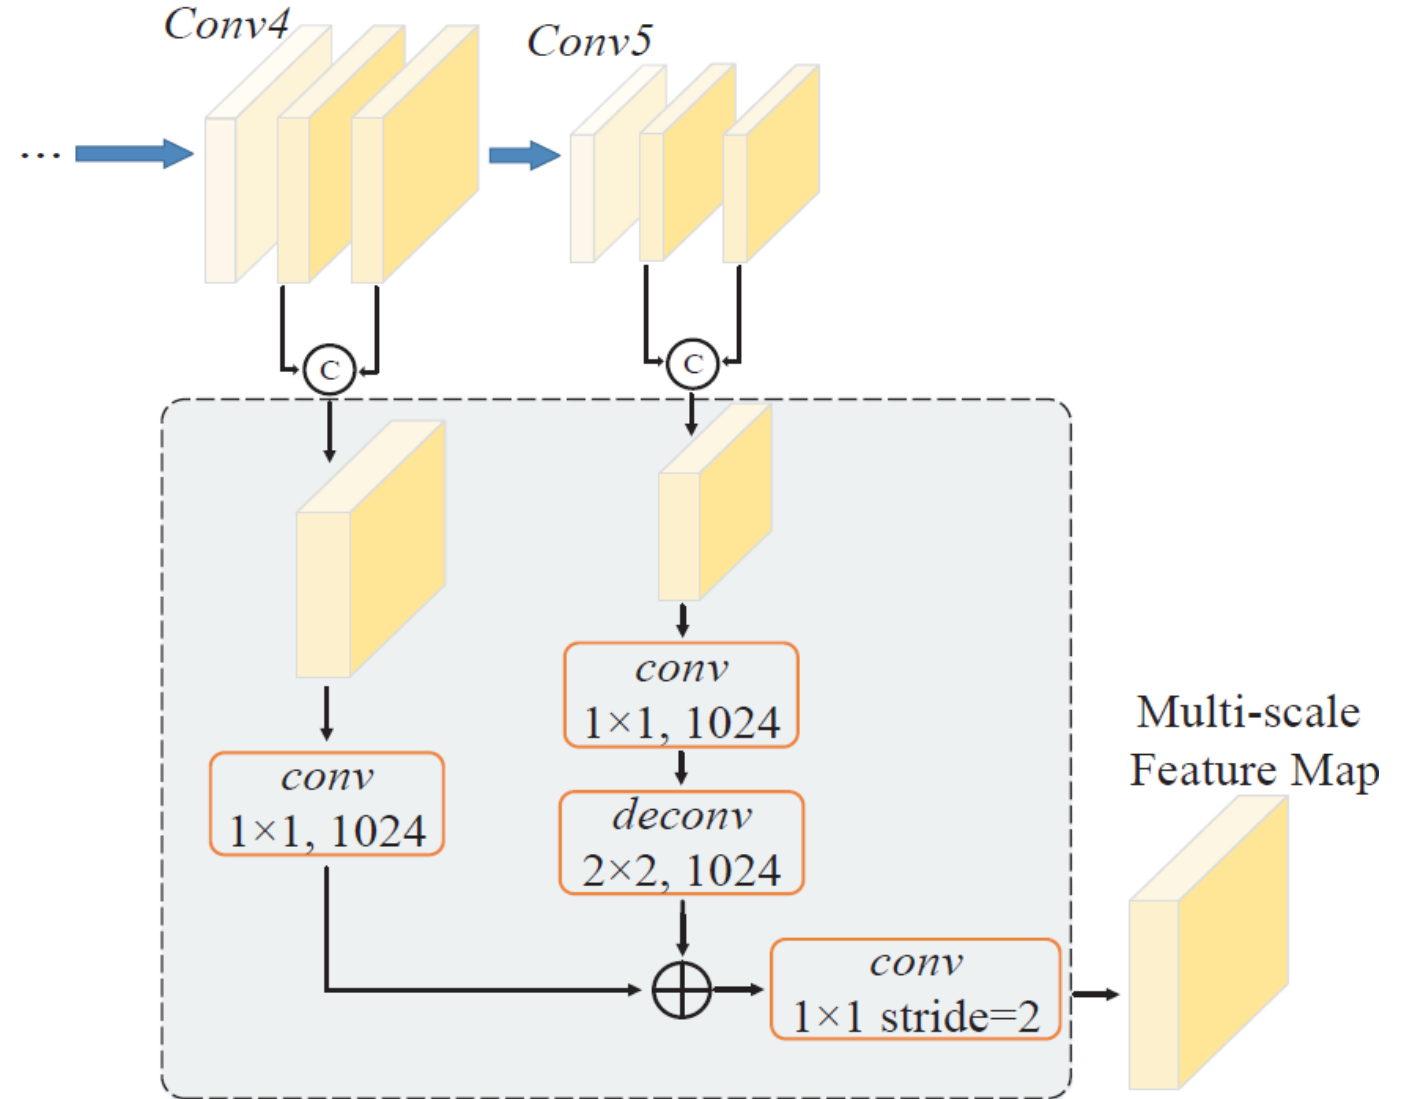 Conv4
Conv5
...
C
C
conv
1×1, 1024
conv
1×1, 1024
deconv
2×2, 1024
conv
1×1 stride=2
Multi-scale
Feature Map